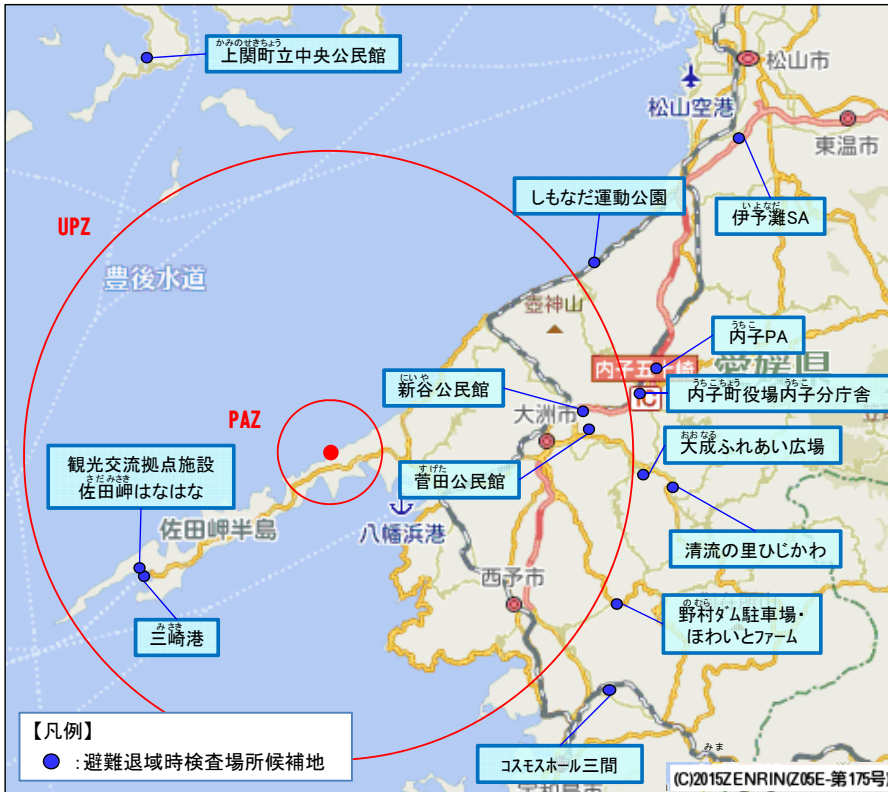 かみのせきちょう
上関町立中央公民館
松山市
松山空港
東温市
しもなだ運動公園
いよなだ
伊予灘SA
UPZ
豊後水道
壺神山
うちこ
内子PA
内子五十崎
IC
愛媛県
にいや
新谷公民館
うちこちょう うちこ
内子町役場内子分庁舎
PAZ
大洲市
おおなる
大成ふれあい広場
観光交流拠点施設
さだみさき
佐田岬はなはな
すげた
菅田公民館
佐田岬半島
八幡浜港
清流の里ひじかわ
西予市
みさき
三崎港
のむら
野村ダム駐車場・
ほわいとファーム
【凡例】
:避難退域時検査場所候補地
みま
コスモスホール三間
(C)2015ZENRIN(Z05E-第175号)